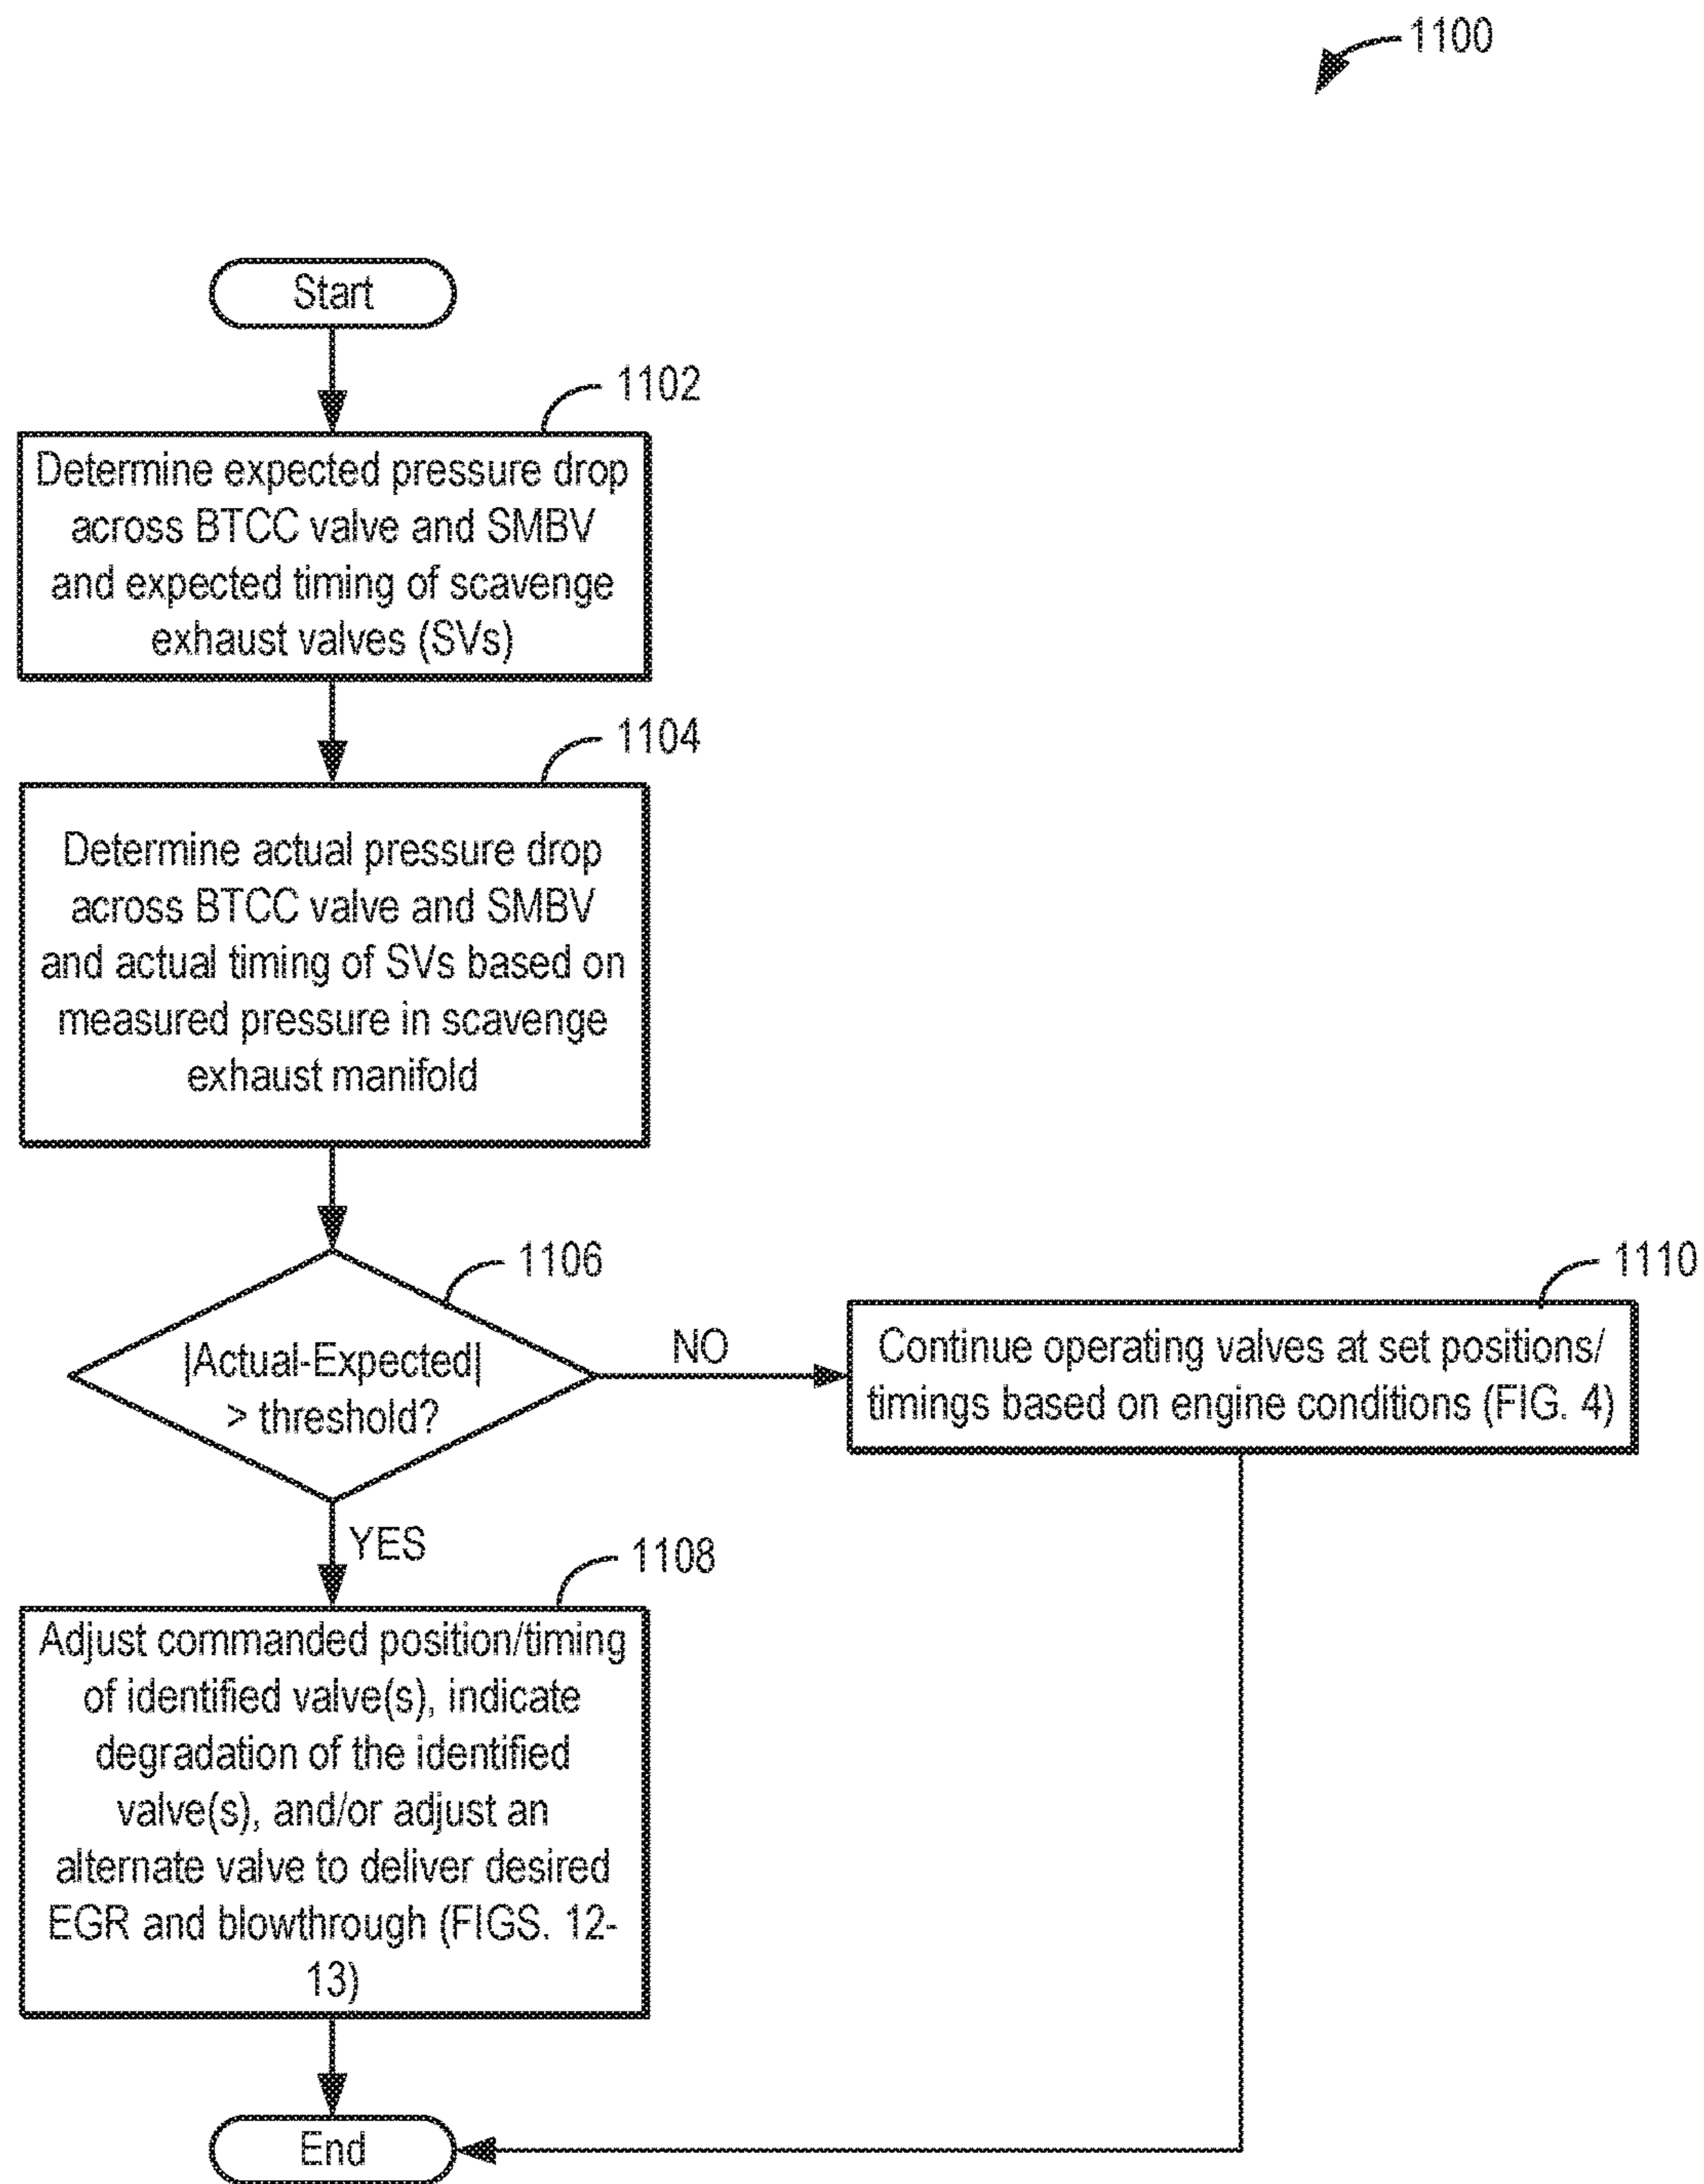 1100
Start
1102
Determine expected pressure drop
across BTCC valve and SMBV
and expected timing of scavenge
exhaust valves (SVs)
1104
Determine actual pressure drop
across BTCC valve and SMBV
and actual timing of SVs based on
measured pressure in scavenge
exhaust manifold
1106
|Actual-Expected|
> threshold?
NO
1110
Continue operating valves at set positions/
timings based on engine conditions (FIG. 4)
YES
1108
Adjust commanded position/timing
of identified valve(s), indicate
degradation of the identified
valve(s), and/or adjust an
alternate valve to deliver desired
EGR and blowthrough (FIGS. 12-
13)
End